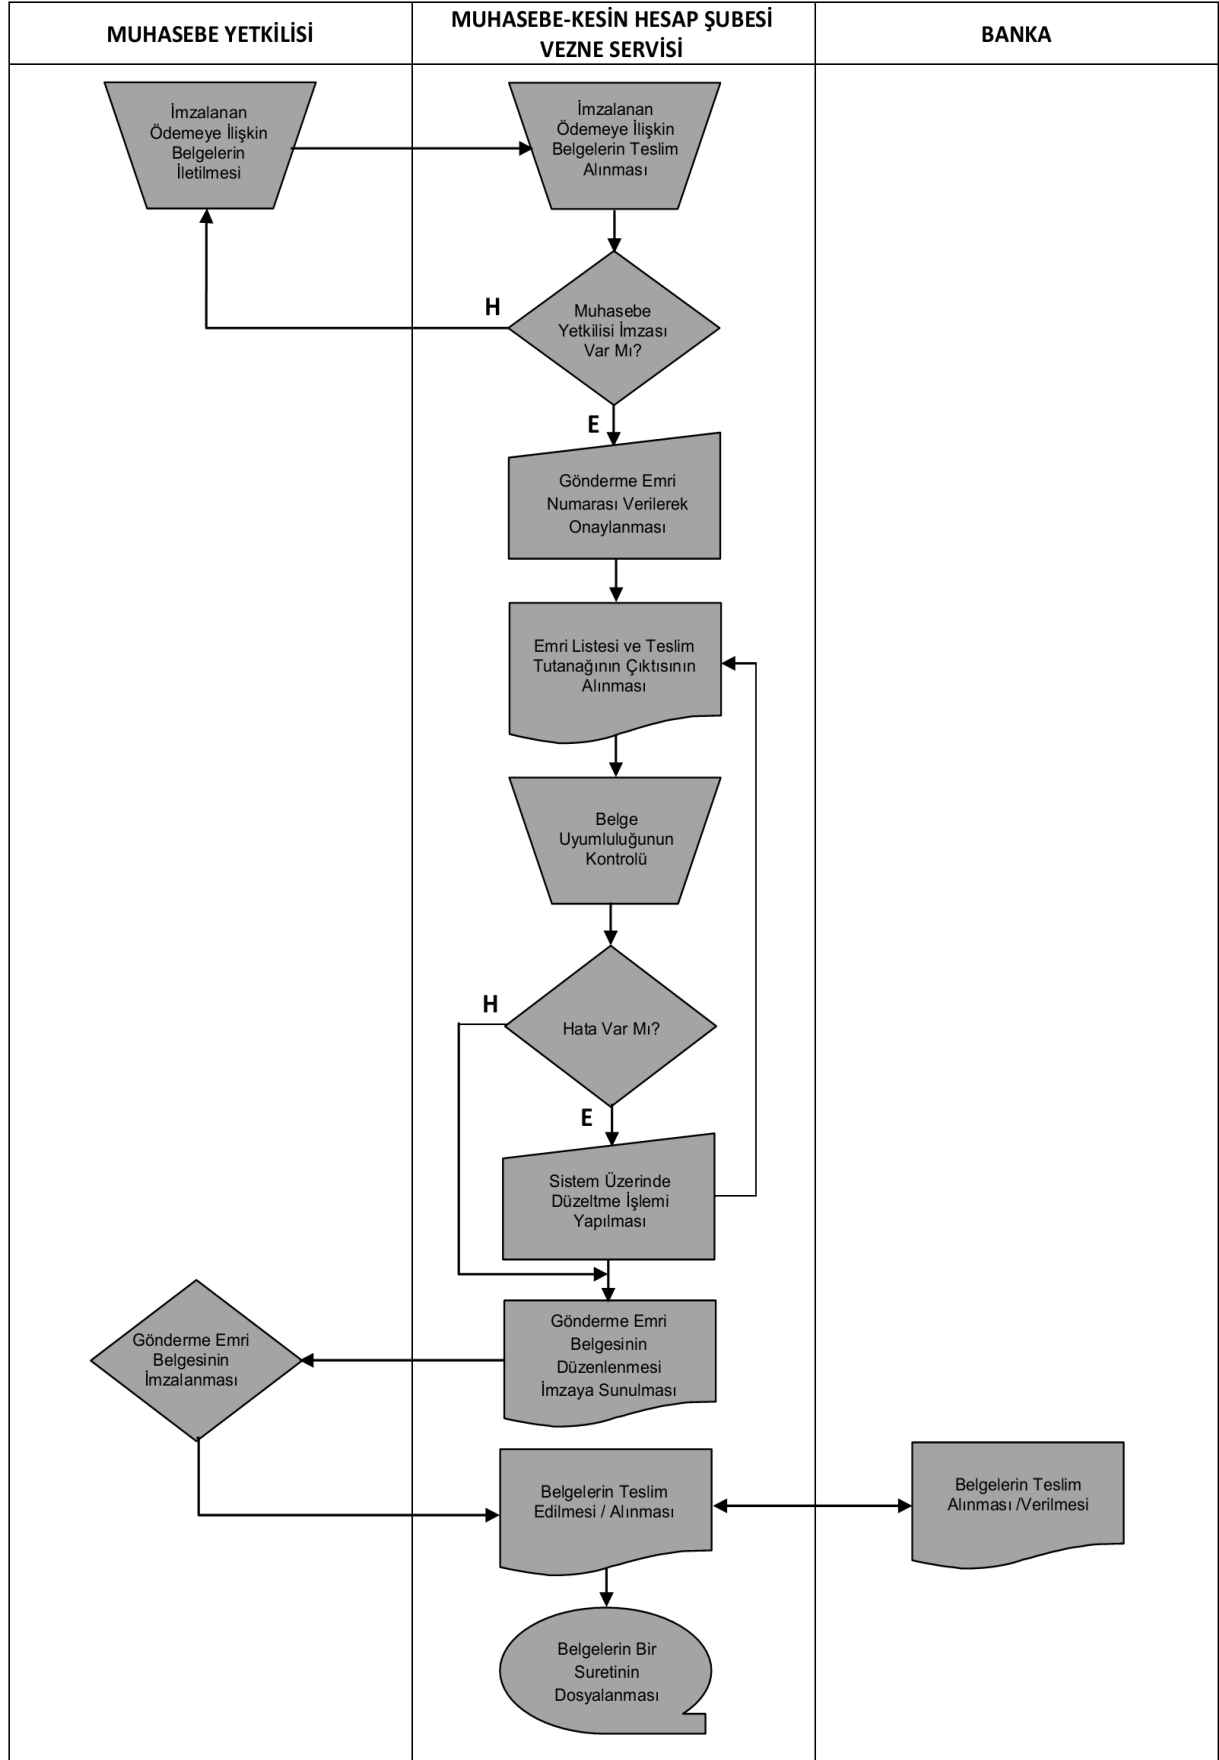 MUHASEBE YETKİLİSİ
MUHASEBE-KESİN HESAP ŞUBESİ
VEZNE SERVİSİ
BANKA
İmzalanan
Ödemeye İlişkin
Belgelerin
İletilmesi
İmzalanan
Ödemeye İlişkin
Belgelerin Teslim
Alınması
H
Muhasebe
Yetkilisi İmzası
Var Mı?
E
Gönderme Emri
Numarası Verilerek
Onaylanması
Emri Listesi ve Teslim
Tutanağının Çıktısının
Alınması
Belge
Uyumluluğunun
Kontrolü
H
Hata Var Mı?
E
Sistem Üzerinde
Düzeltme İşlemi
Yapılması
Gönderme Emri
Belgesinin
Düzenlenmesi
İmzaya Sunulması
Gönderme Emri
Belgesinin
İmzalanması
Belgelerin Teslim
Edilmesi / Alınması
Belgelerin Teslim
Alınması /Verilmesi
Belgelerin Bir
Suretinin
Dosyalanması